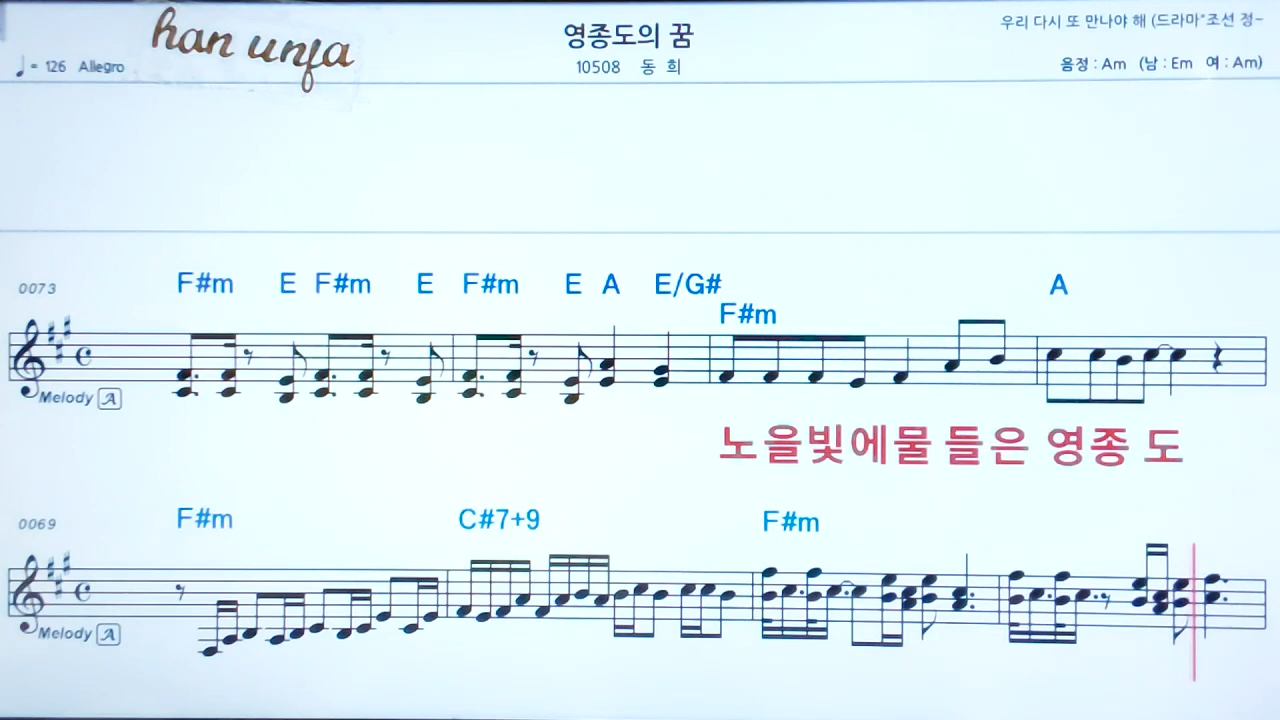 han unfa
영종도의 꿈
우리 다시 또 만나야 해 (드라마"조선 정~
♩= 126 Allegro
10508 동 희
음정 : Am (남 : Em 여 : Am)
0073
F#m E F#m E F#m E A E/G#
F#m A
Melody A
노을빛에물 들은 영종 도
0069
F#m C#7+9 F#m
Melody A